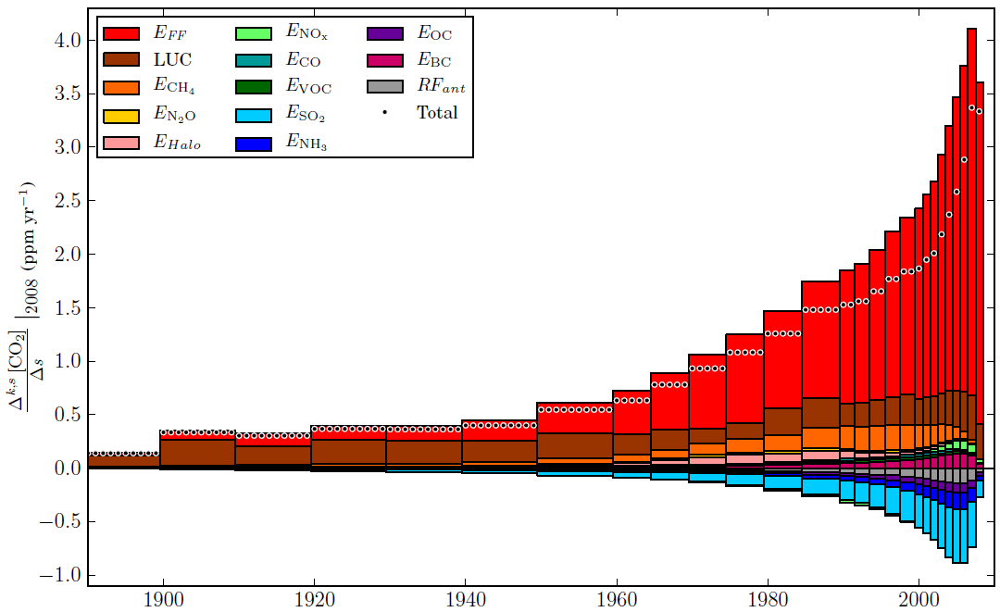 E_FF
LUC
E_CH₄
E_N₂O
E_Halo
E_NOₓ
E_CO
E_VOC
E_SO₂
E_NH₃
E_OC
E_BC
RF_ant
Total
Δ^{k,s} [CO₂] / Δs |₂₀₀₈ (ppm yr⁻¹)
4.0
3.5
3.0
2.5
2.0
1.5
1.0
0.5
0.0
−0.5
−1.0
1900 1920 1940 1960 1980 2000